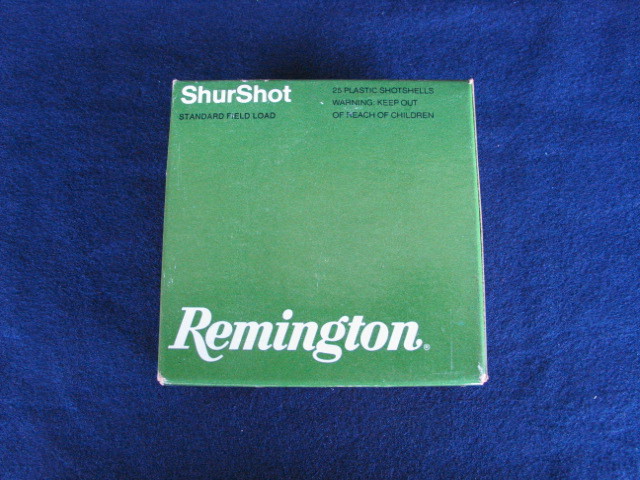 ShurShot
STANDARD FIELD LOAD
25 PLASTIC SHOTSHELLS
WARNING: KEEP OUT
OF REACH OF CHILDREN
Remington®